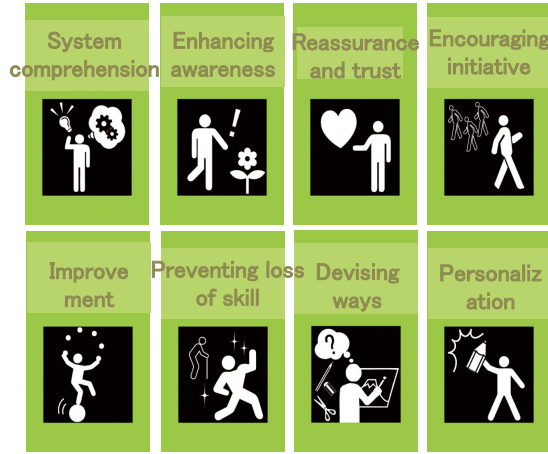 System
comprehension
Enhancing
awareness
Reassurance
and trust
Encouraging
initiative
Improve
ment
Preventing loss
of skill
Devising
ways
Personaliz
ation
!
?